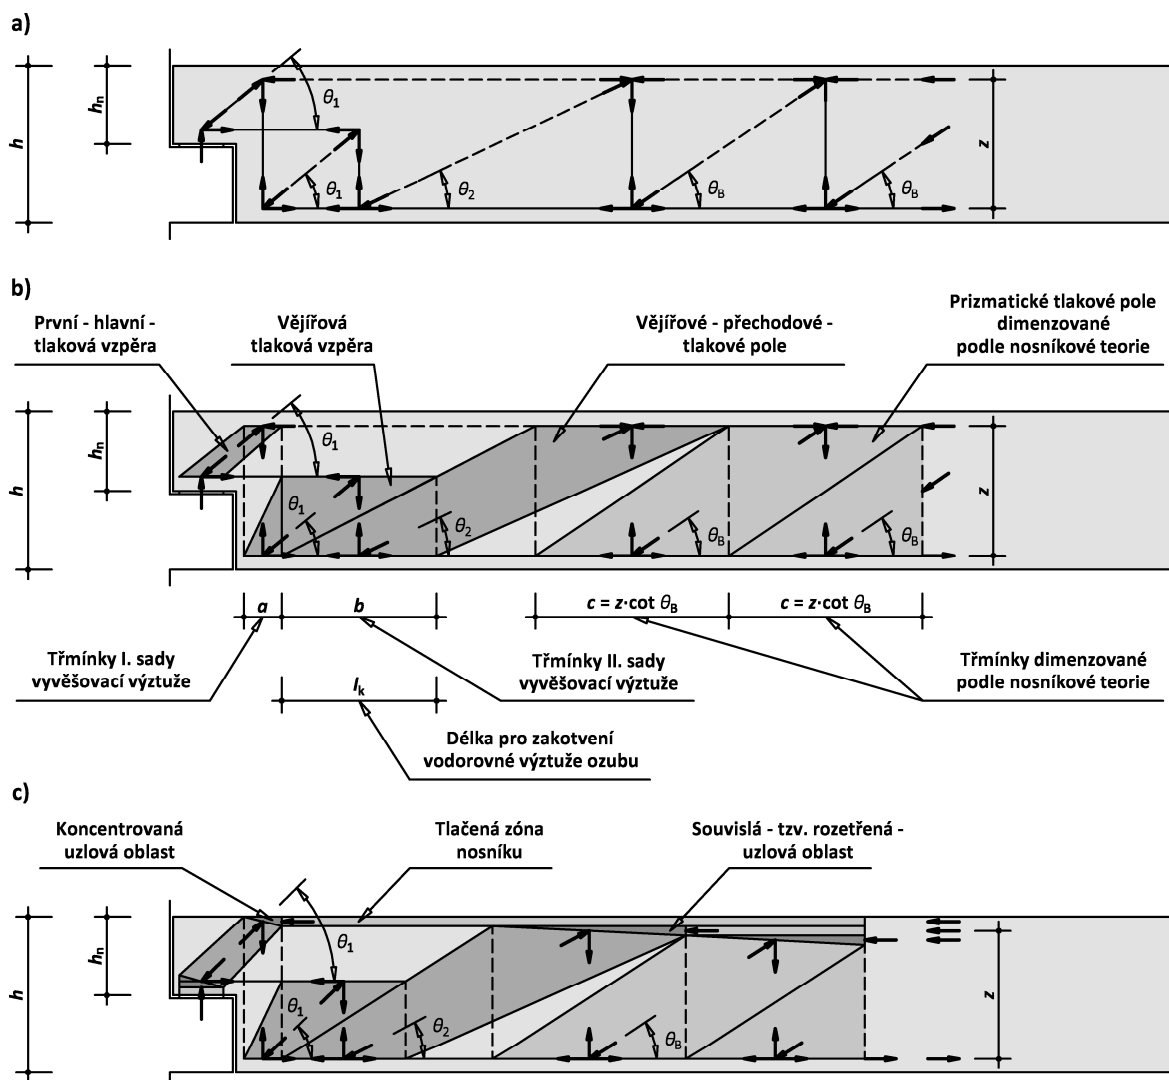 a)
h
hn
θ1
θ1
θ2
θB
θB
z
b)
První - hlavní -
tlaková vzpěra
Vějířová
tlaková vzpěra
Vějířové - přechodové -
tlakové pole
Prizmatické tlakové pole
dimenzované
podle nosníkové teorie
h
hn
θ1
θ1
θ2
θB
θB
z
a
b
c = z·cot θB
c = z·cot θB
Třmínky I. sady
vyvěšovací výztuže
Třmínky II. sady
vyvěšovací výztuže
Třmínky dimenzované
podle nosníkové teorie
lk
Délka pro zakotvení
vodorovné výztuže ozubu
c)
Koncentrovaná
uzlová oblast
Tlačená zóna
nosníku
Souvislá - tzv. rozetřená -
uzlová oblast
h
hn
θ1
θ1
θ2
θB
z